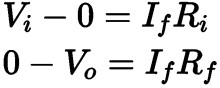 $V_i - 0 = I_f R_i$
$0 - V_o = I_f R_f$